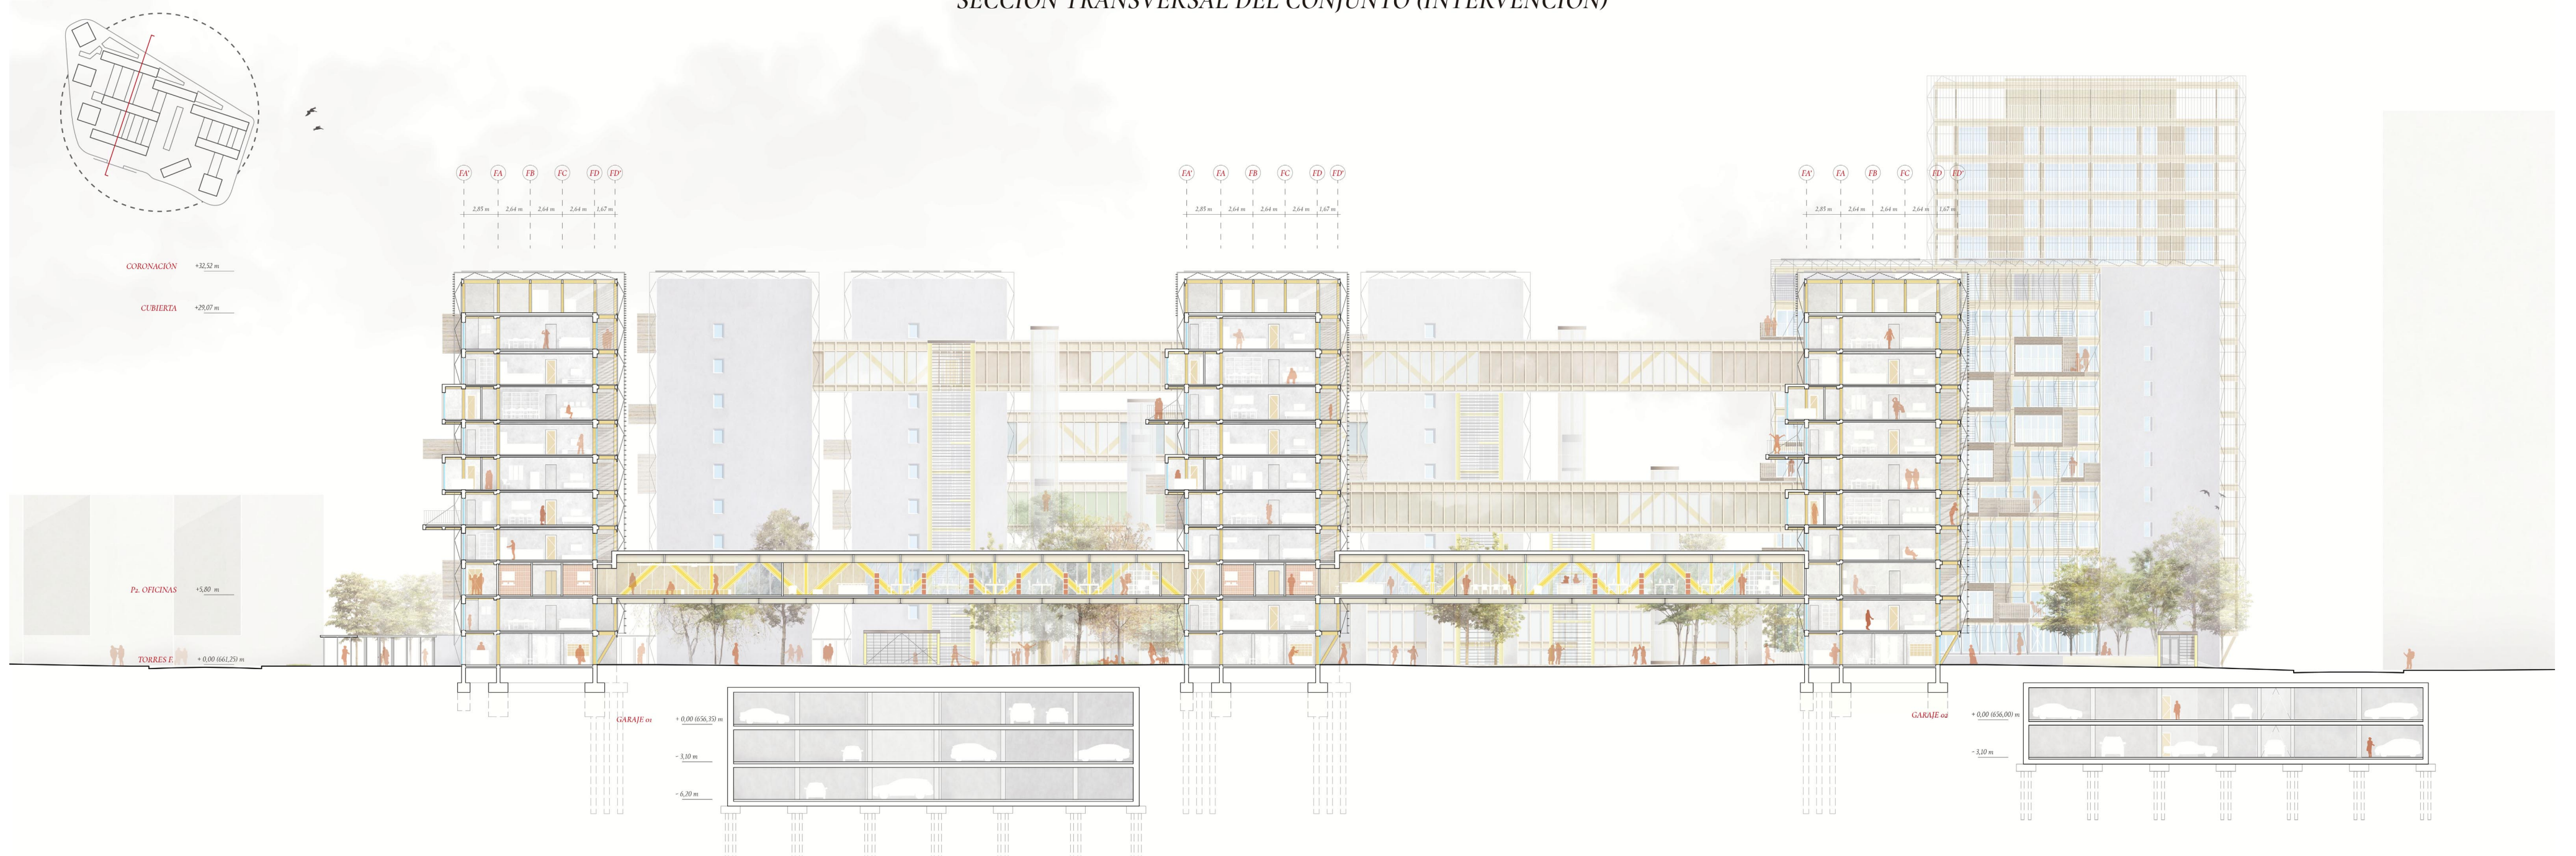 SECCIÓN TRANSVERSAL DEL CONJUNTO (INTERVENCIÓN)
FA' FA FB FC FD FD'
2,85 m 2,64 m 2,64 m 2,64 m 1,67 m
FA' FA FB FC FD FD'
2,85 m 2,64 m 2,64 m 2,64 m 1,67 m
FA' FA FB FC FD FD'
2,85 m 2,64 m 2,64 m 2,64 m 1,67 m
CORONACIÓN +32,52 m
CUBIERTA +29,07 m
P2. OFICINAS +5,80 m
TORRES F. + 0,00 (661,25) m
GARAJE 01 + 0,00 (656,35) m
- 3,10 m
- 6,20 m
GARAJE 02 + 0,00 (656,00) m
- 3,10 m